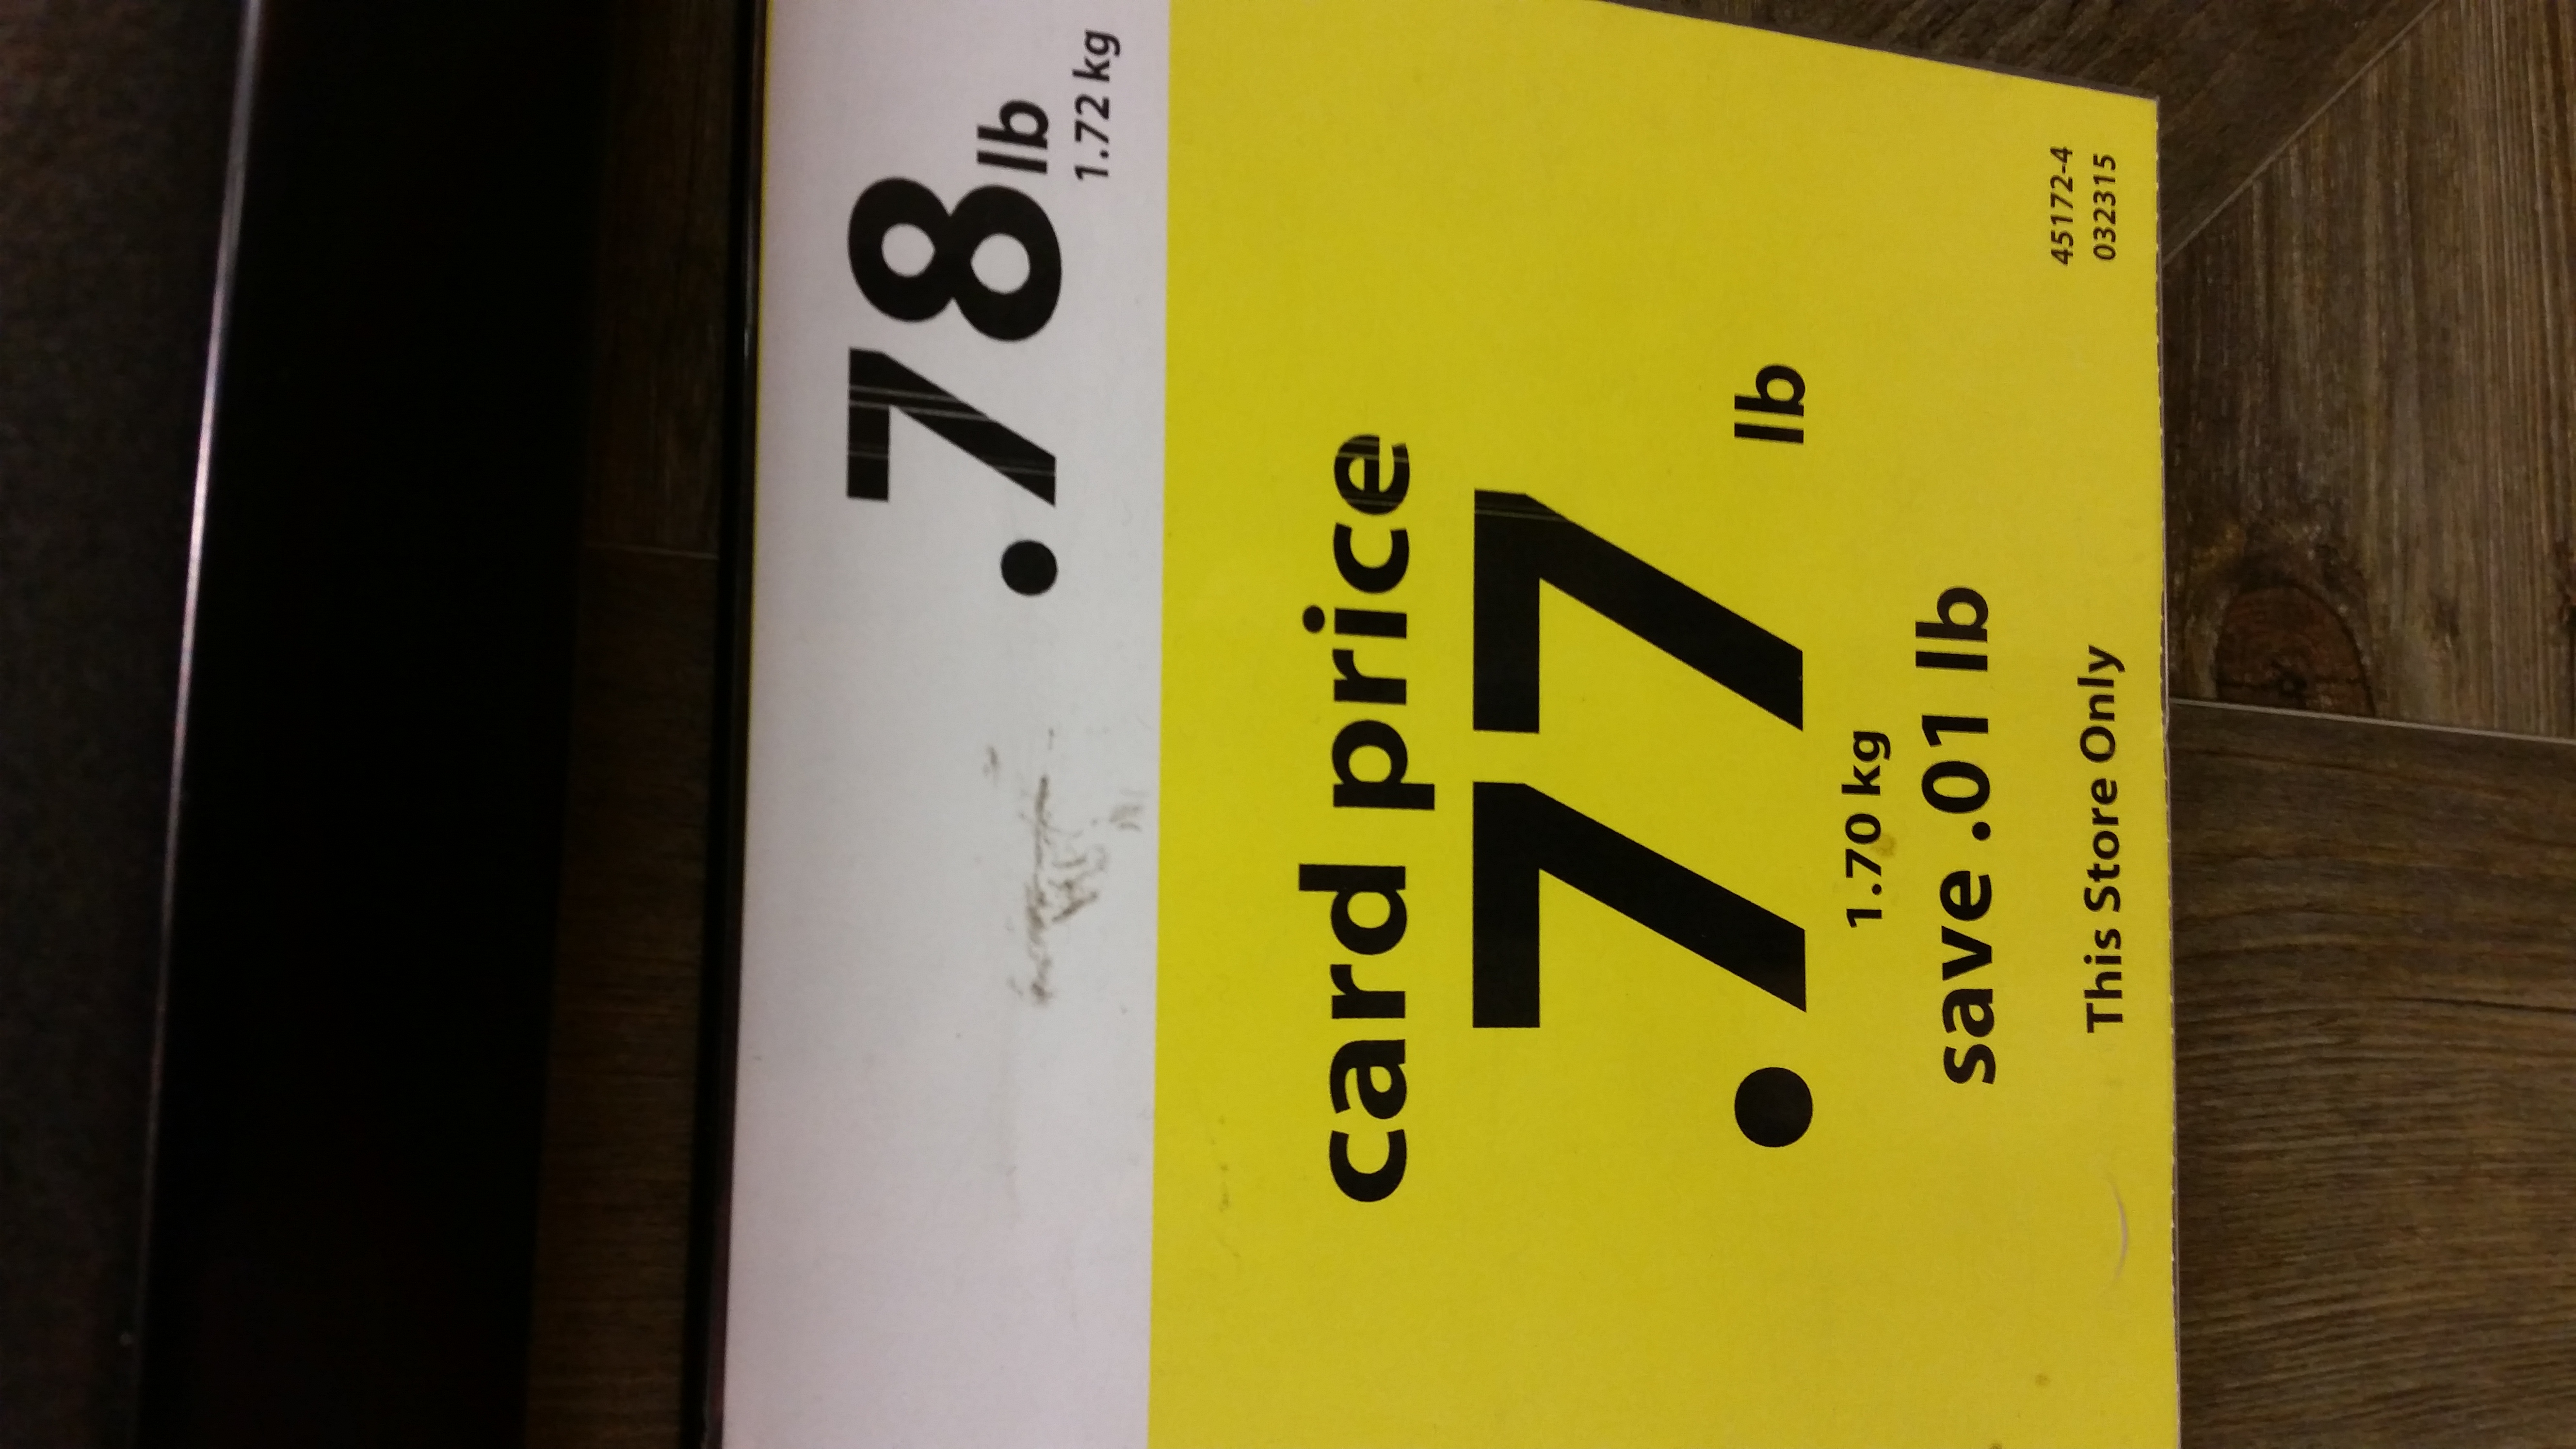 .78 lb
1.72 kg
card price
.77 lb
1.70 kg
save .01 lb
45172-4
This Store Only 032315